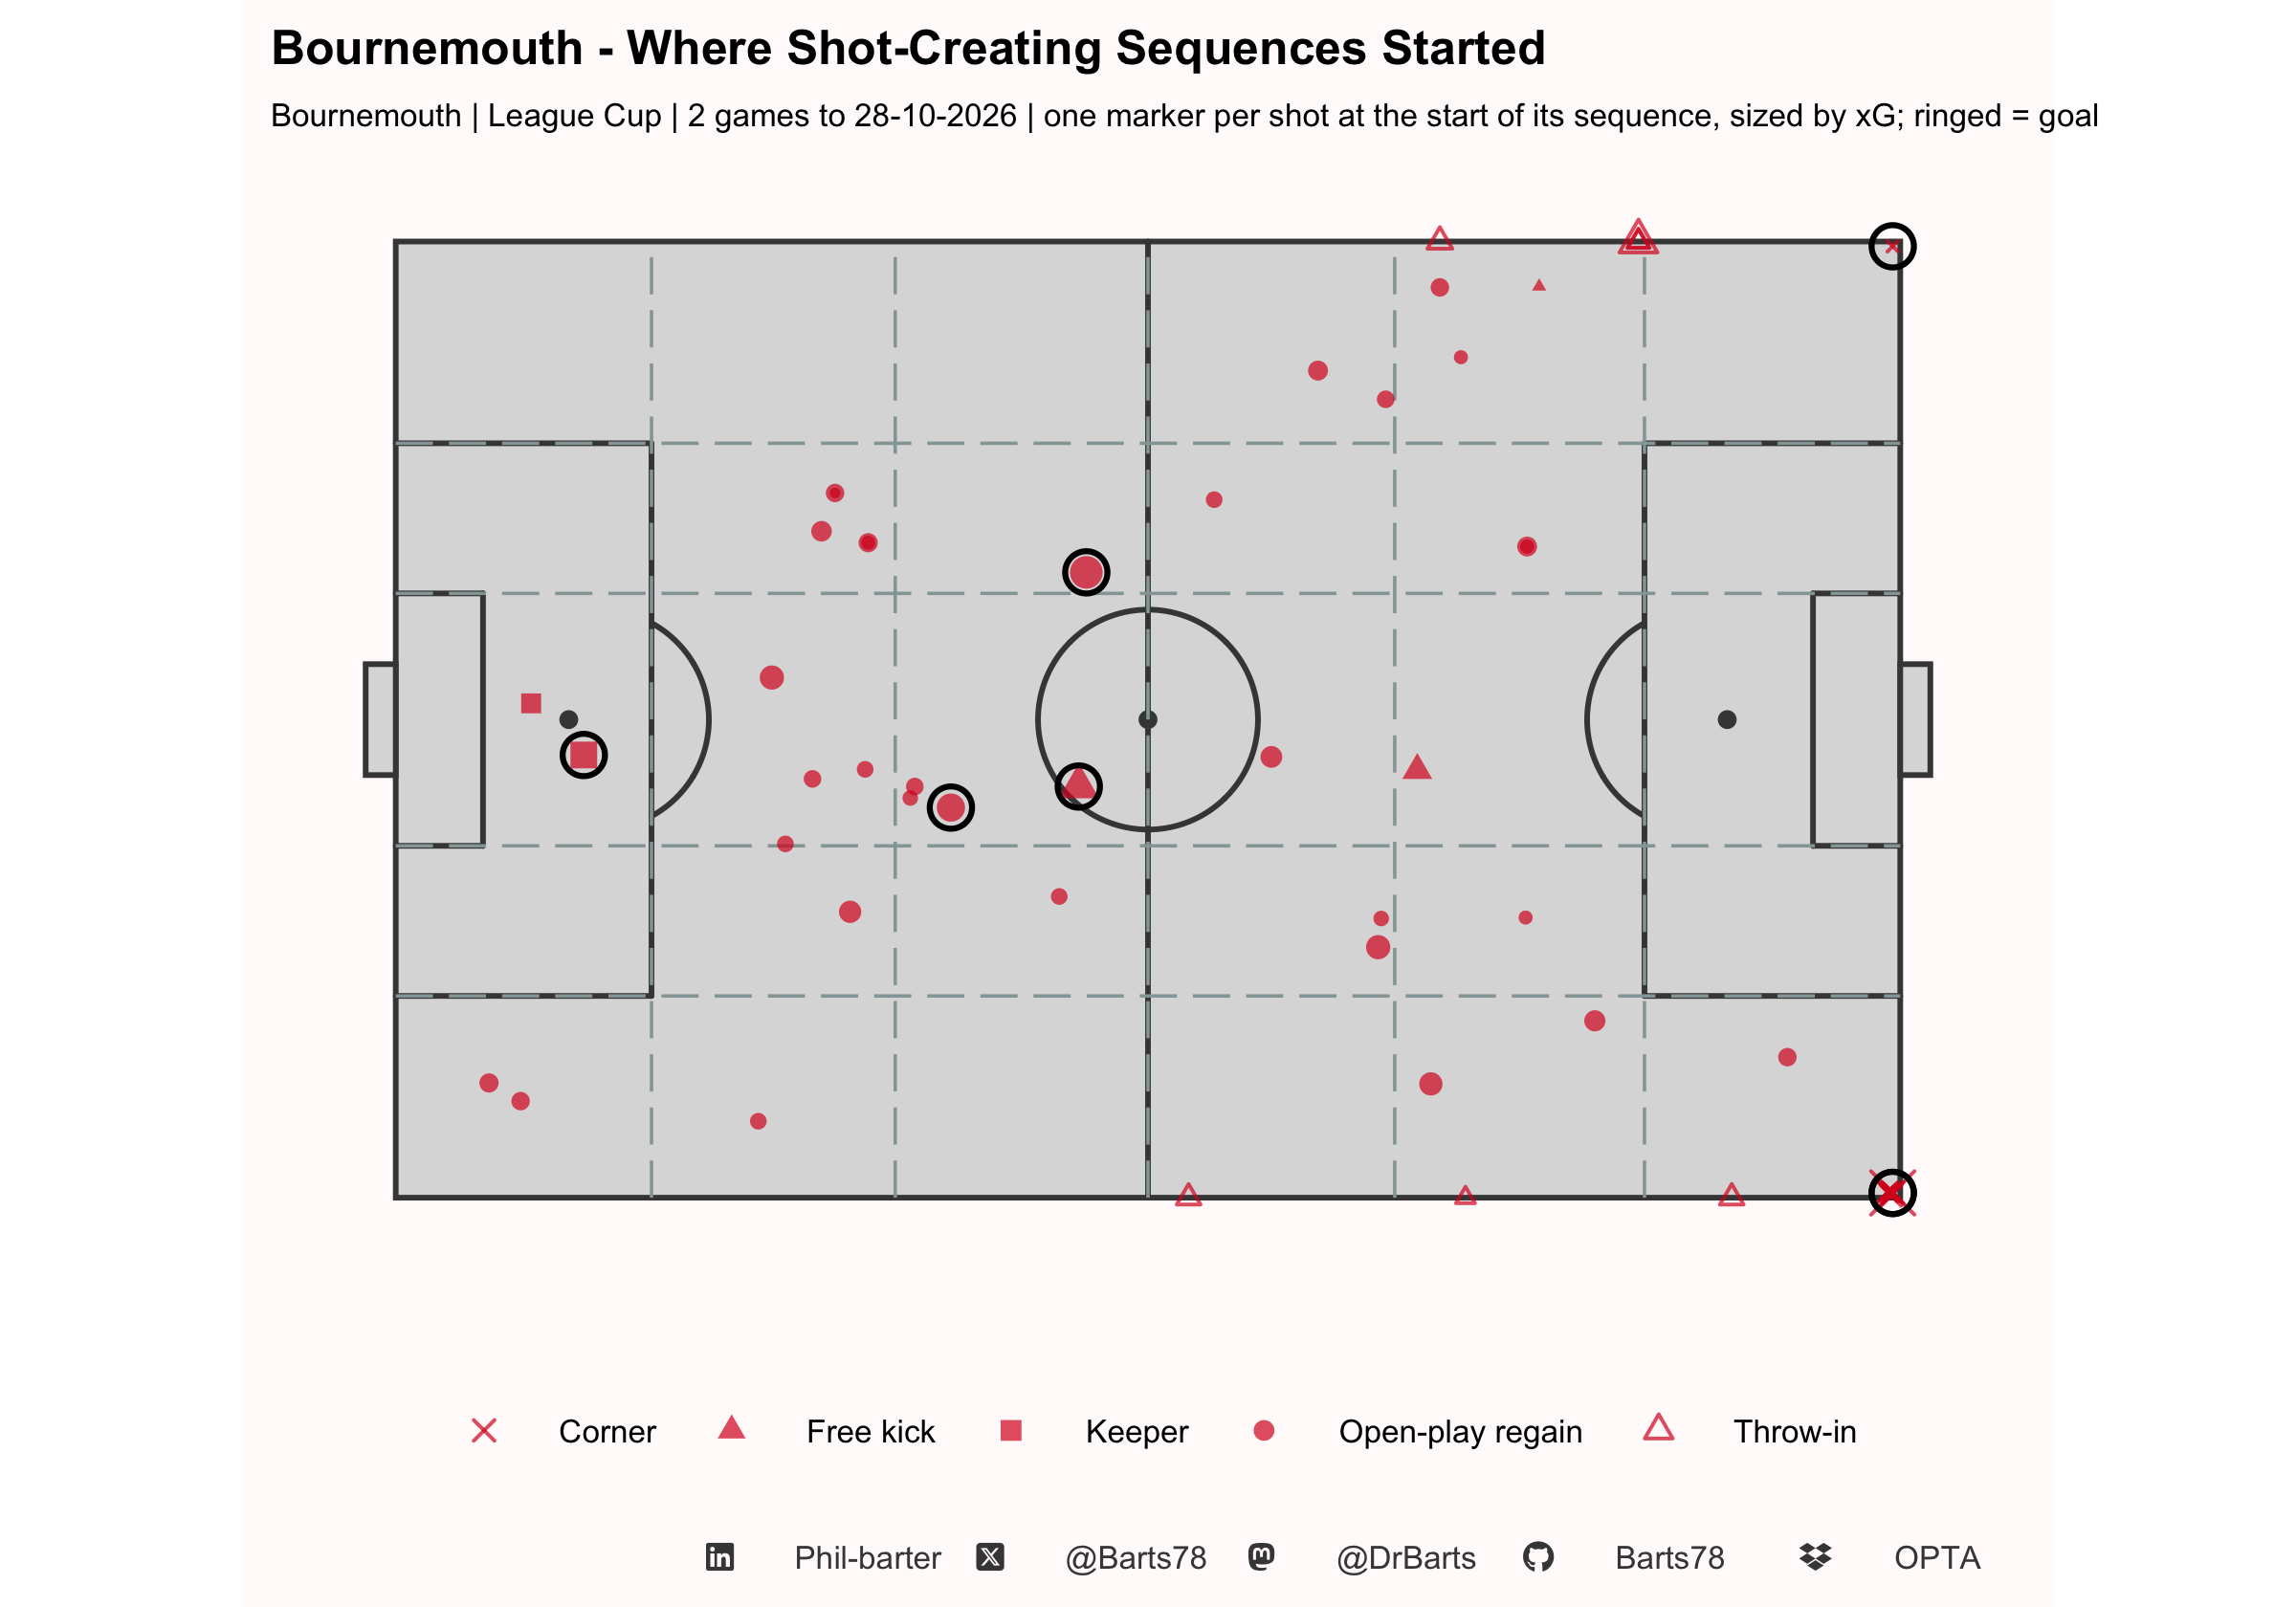 Bournemouth - Where Shot-Creating Sequences Started
Bournemouth | League Cup | 2 games to 28-10-2026 | one marker per shot at the start of its sequence, sized by xG; ringed = goal
Corner Free kick Keeper Open-play regain Throw-in
Phil-barter @Barts78 @DrBarts Barts78 OPTA